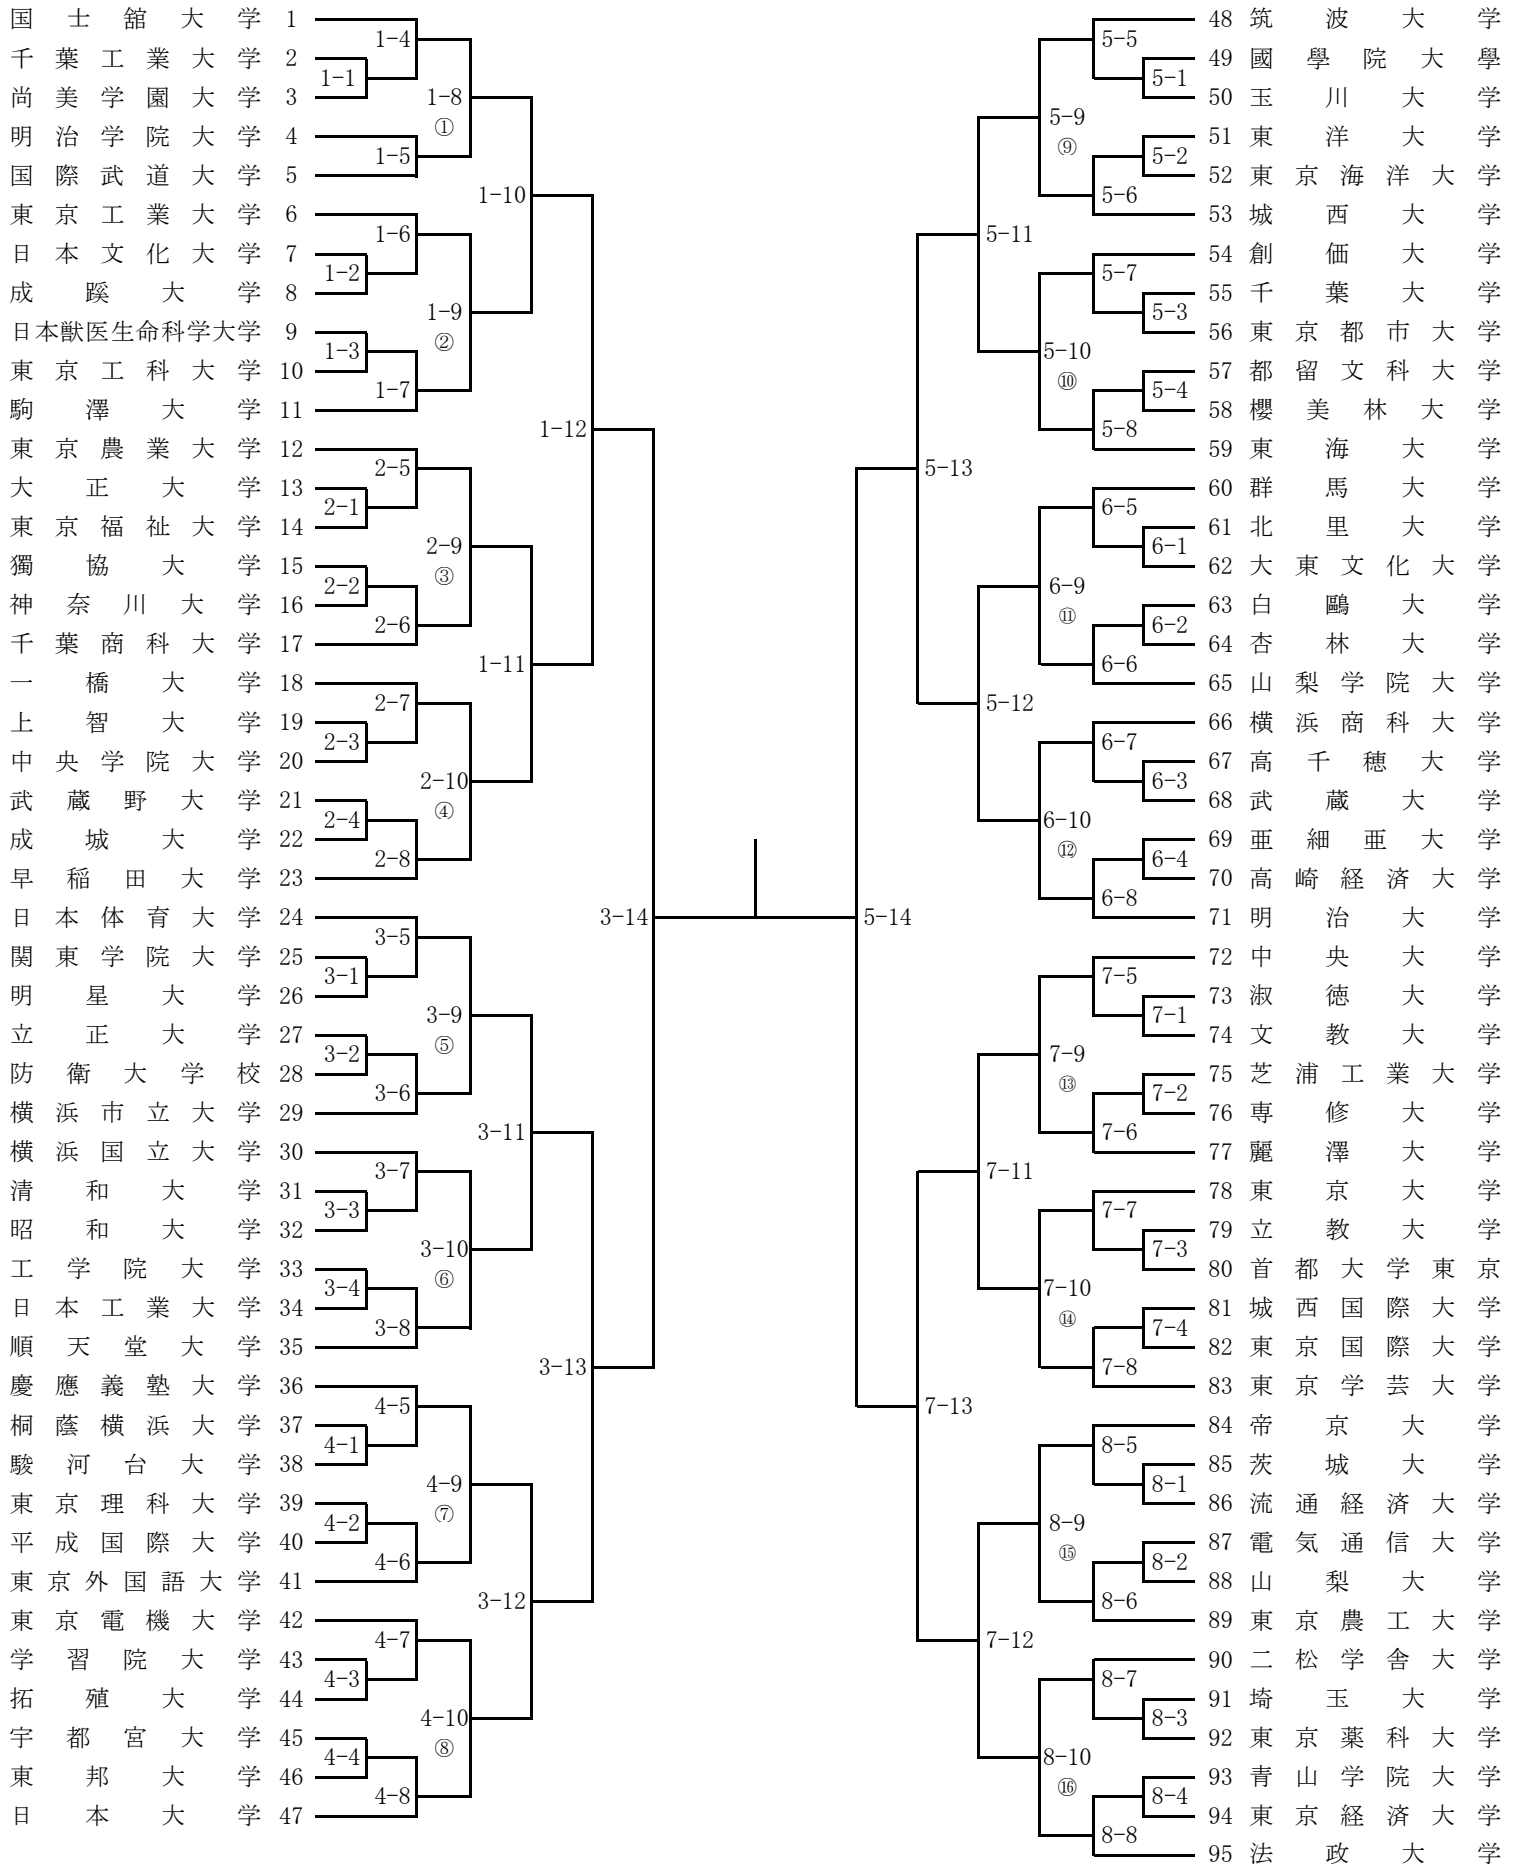 国士舘大学 1
千葉工業大学 2
尚美学園大学 3
明治学院大学 4
国際武道大学 5
東京工業大学 6
日本文化大学 7
成蹊大学 8
日本獣医生命科学大学 9
東京工科大学 10
駒澤大学 11
東京農業大学 12
大正大学 13
東京福祉大学 14
獨協大学 15
神奈川大学 16
千葉商科大学 17
一橋大学 18
上智大学 19
中央学院大学 20
武蔵野大学 21
成城大学 22
早稲田大学 23
日本体育大学 24
関東学院大学 25
明星大学 26
立正大学 27
防衛大学校 28
横浜市立大学 29
横浜国立大学 30
清和大学 31
昭和大学 32
工学院大学 33
日本工業大学 34
順天堂大学 35
慶應義塾大学 36
桐蔭横浜大学 37
駿河台大学 38
東京理科大学 39
平成国際大学 40
東京外国語大学 41
東京電機大学 42
学習院大学 43
拓殖大学 44
宇都宮大学 45
東邦大学 46
日本大学 47
1-1
1-2
1-3
2-1
2-2
2-3
2-4
3-1
3-2
3-3
3-4
4-1
4-2
4-3
4-4
1-4
1-5
1-6
1-7
2-5
2-6
2-7
2-8
3-5
3-6
3-7
3-8
4-5
4-6
4-7
4-8
1-8
①
1-9
②
2-9
③
2-10
④
3-9
⑤
3-10
⑥
4-9
⑦
4-10
⑧
1-10
1-11
3-11
3-12
1-12
3-13
3-14
5-14
5-13
7-13
5-11
5-12
7-11
7-12
5-9
⑨
5-10
⑩
6-9
⑪
6-10
⑫
7-9
⑬
7-10
⑭
8-9
⑮
8-10
⑯
5-5
5-6
5-7
5-8
6-5
6-6
6-7
6-8
7-5
7-6
7-7
7-8
8-5
8-6
8-7
8-8
5-1
5-2
5-3
5-4
6-1
6-2
6-3
6-4
7-1
7-2
7-3
7-4
8-1
8-2
8-3
8-4
48 筑波大学
49 國學院大學
50 玉川大学
51 東洋大学
52 東京海洋大学
53 城西大学
54 創価大学
55 千葉大学
56 東京都市大学
57 都留文科大学
58 櫻美林大学
59 東海大学
60 群馬大学
61 北里大学
62 大東文化大学
63 白鷗大学
64 杏林大学
65 山梨学院大学
66 横浜商科大学
67 高千穂大学
68 武蔵大学
69 亜細亜大学
70 高崎経済大学
71 明治大学
72 中央大学
73 淑徳大学
74 文教大学
75 芝浦工業大学
76 専修大学
77 麗澤大学
78 東京大学
79 立教大学
80 首都大学東京
81 城西国際大学
82 東京国際大学
83 東京学芸大学
84 帝京大学
85 茨城大学
86 流通経済大学
87 電気通信大学
88 山梨大学
89 東京農工大学
90 二松学舎大学
91 埼玉大学
92 東京薬科大学
93 青山学院大学
94 東京経済大学
95 法政大学